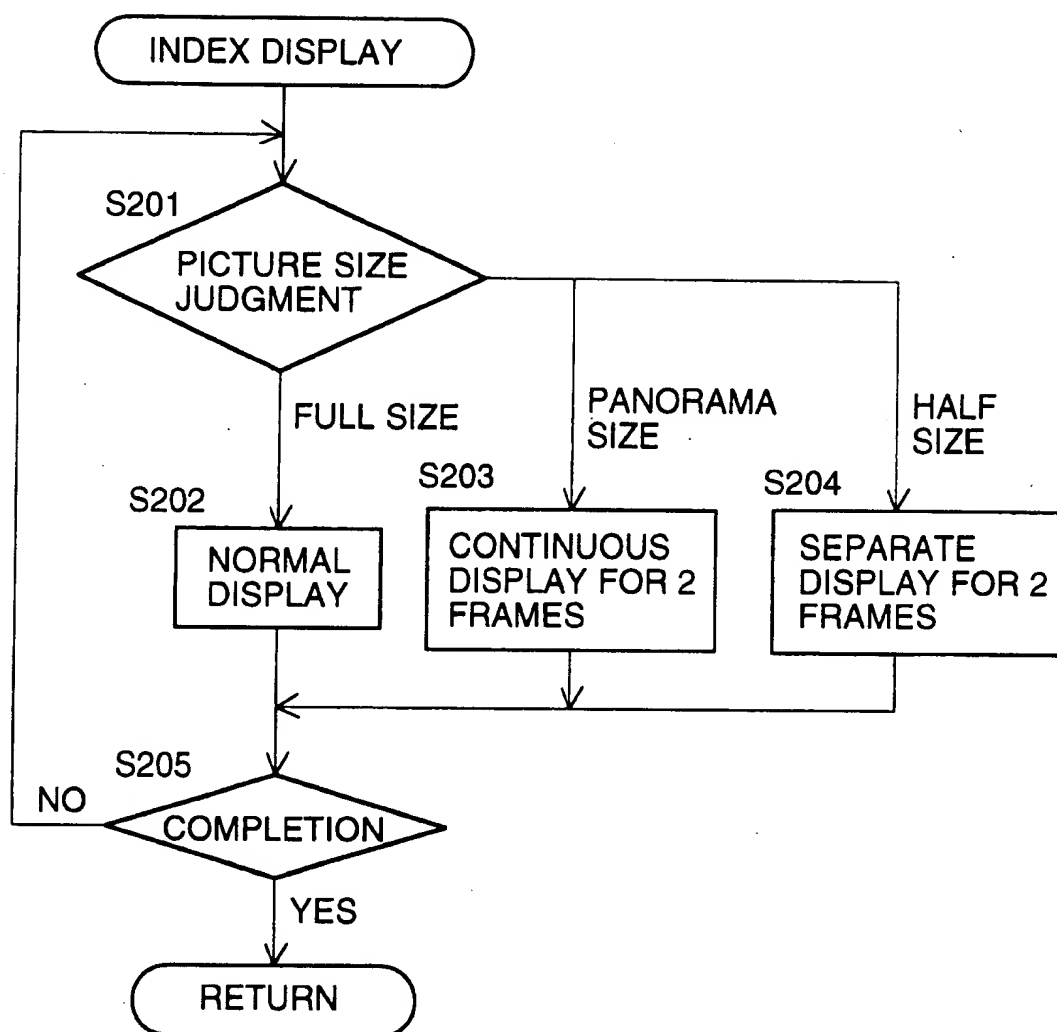 INDEX DISPLAY
S201
PICTURE SIZE
JUDGMENT
FULL SIZE
PANORAMA
SIZE
HALF
SIZE
S202
NORMAL
DISPLAY
S203
CONTINUOUS
DISPLAY FOR 2
FRAMES
S204
SEPARATE
DISPLAY FOR 2
FRAMES
S205
NO
COMPLETION
YES
RETURN